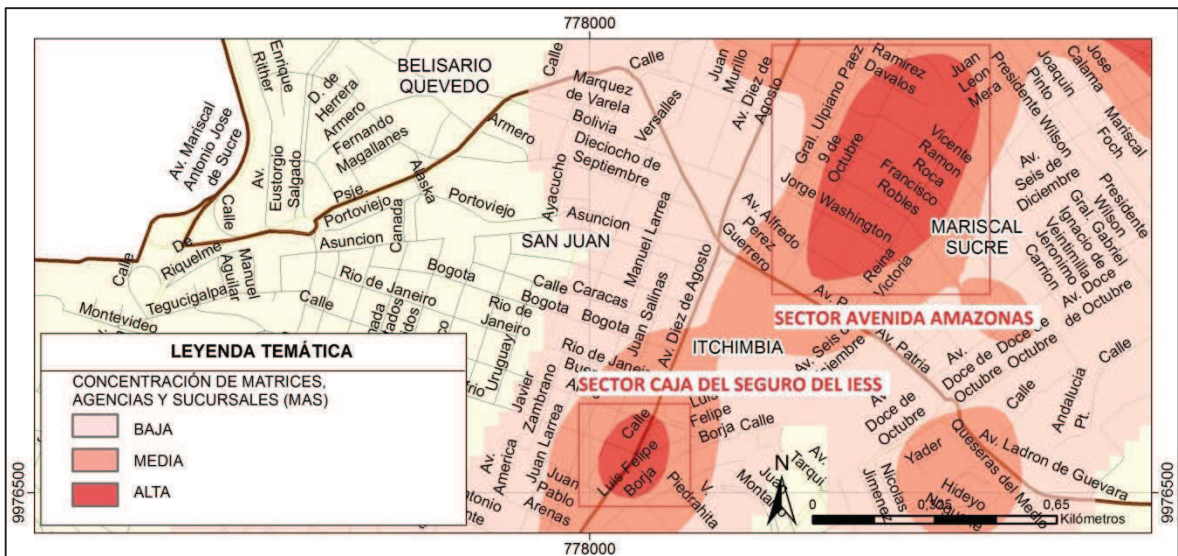 778000
Enrique
Rither
D. de
Herrera
Armero
Fernando
Magallanes
BELISARIO
QUEVEDO
Calle
Marquez
de Varela
Bolivia
Dieciocho de
Septiembre
Calle
Versalles
Juan
Murillo
Av. Diez de
Agosto
Gral. Ulpiano Paez
9 de
Octubre
Ramirez
Davalos
Juan
Leon
Mera
Presidente Wilson
Joaquin
Pinto
Jose
Calama
Mariscal
Foch
Av. Mariscal
Antonio Jose
de Sucre
Av.
Eustorgio
Salgado
Armero
Alaska
Psje.
Portoviejo
Canada
Portoviejo
Ayacucho
Asuncion
Manuel Larrea
Jorge Washington
Vicente
Ramon
Roca
Francisco
Robles
Av.
Seis de
Diciembre
Presidente
Wilson
Gral. Gabriel
Ignacio de
Veintimilla
Jeronimo
Carrion
Av. Doce
de Octubre
Calle
De
Riquelme
Calle
Manuel
Aguilar
Asuncion
SAN JUAN
Av. Alfredo
Perez
Guerrero
MARISCAL
SUCRE
Reina
Victoria
Tegucigalpa
Calle
Rio de Janeiro
Bogota
Rio de
Janeiro
Calle Caracas
Bogota
Bogota
Juan Salinas
Av. Diez de Agosto
Montevideo
Uruguay
SECTOR AVENIDA AMAZONAS
ITCHIMBIA
Av. Patria
Av.
Doce de
Octubre
Doce de
Octubre
Calle
Calle
Andalucia
Pt.
Rio de Janeiro
SECTOR CAJA DEL SEGURO DEL IESS
Javier
Zambrano
Juan Larrea
Av.
America
Calle
Luis Felipe
Borja
Felipe
Borja
Calle
Doce de
Octubre
Juan
Pablo
Arenas
V.
Piedrahita
Av.
Tarqui
Nicolas
Jimenez
Yader
Hideyo
Queseras del Medio
Av. Ladron de Guevara
LEYENDA TEMÁTICA
CONCENTRACIÓN DE MATRICES,
AGENCIAS Y SUCURSALES (MAS)
BAJA
MEDIA
ALTA
N
0
0,325
0,65
Kilómetros
9976500
9976500
778000